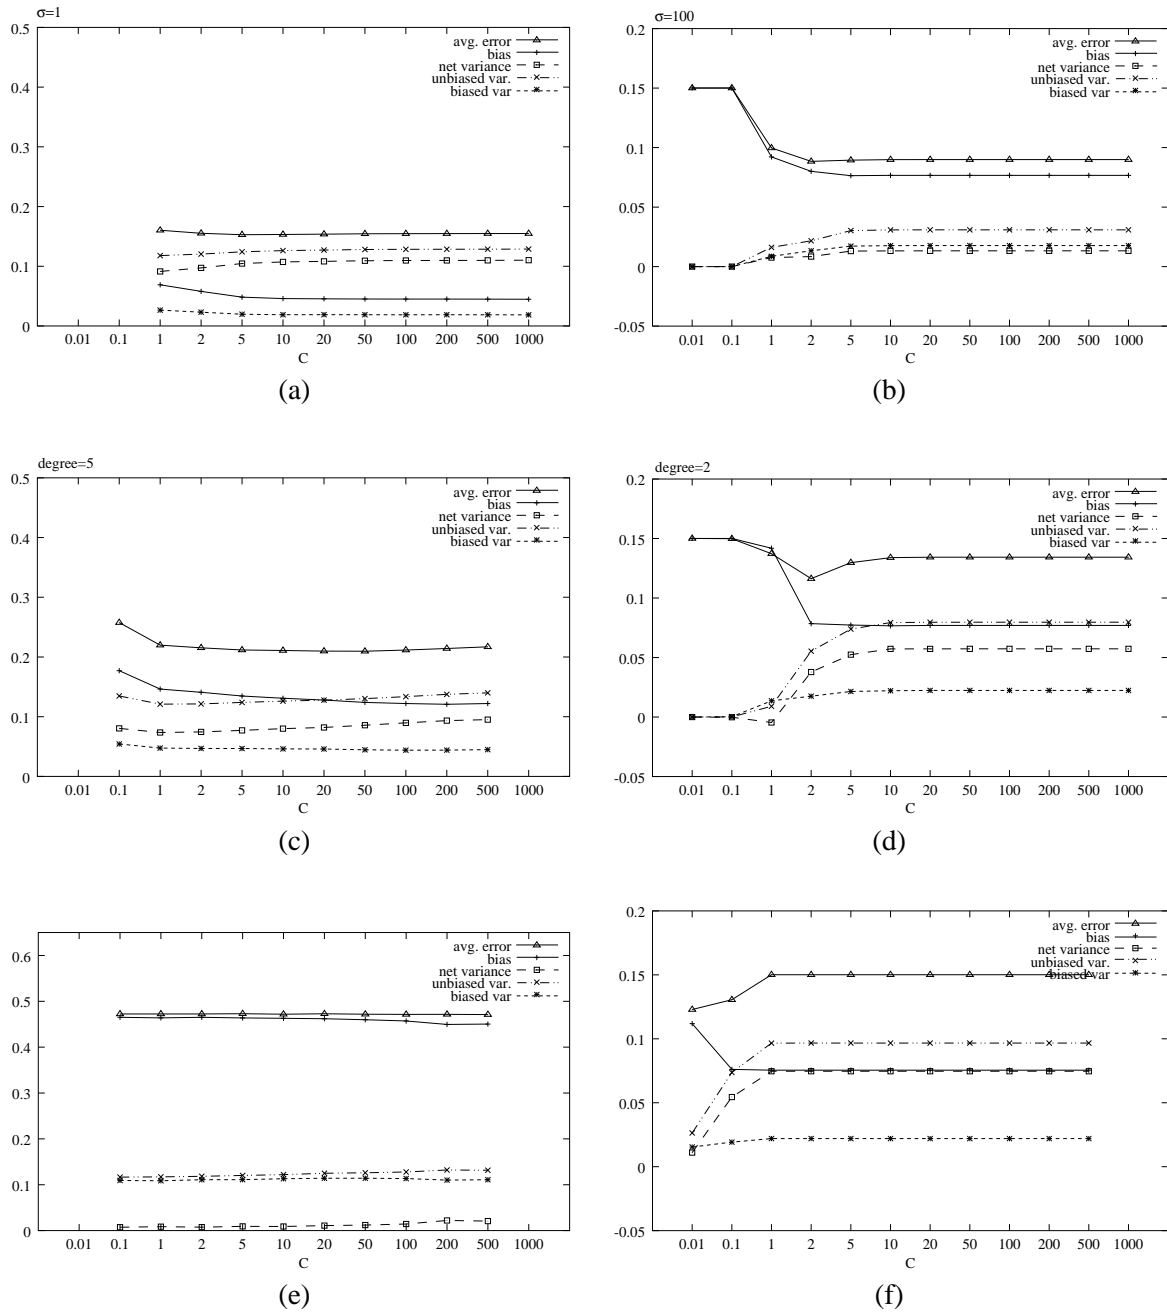 σ=1
0.5
0.4
0.3
0.2
0.1
0
avg. error
bias
net variance
unbiased var.
biased var
0.01 0.1 1 2 5 10 20 50 100 200 500 1000
C
(a)
σ=100
0.2
0.15
0.1
0.05
0
-0.05
avg. error
bias
net variance
unbiased var.
biased var
0.01 0.1 1 2 5 10 20 50 100 200 500 1000
C
(b)
degree=5
0.5
0.4
0.3
0.2
0.1
0
avg. error
bias
net variance
unbiased var.
biased var
0.01 0.1 1 2 5 10 20 50 100 200 500 1000
C
(c)
degree=2
0.2
0.15
0.1
0.05
0
-0.05
avg. error
bias
net variance
unbiased var.
biased var
0.01 0.1 1 2 5 10 20 50 100 200 500 1000
C
(d)
0.6
0.5
0.4
0.3
0.2
0.1
0
avg. error
bias
net variance
unbiased var.
biased var
0.01 0.1 1 2 5 10 20 50 100 200 500 1000
C
(e)
0.2
0.15
0.1
0.05
0
-0.05
avg. error
bias
net variance
unbiased var.
biased var
0.01 0.1 1 2 5 10 20 50 100 200 500 1000
C
(f)